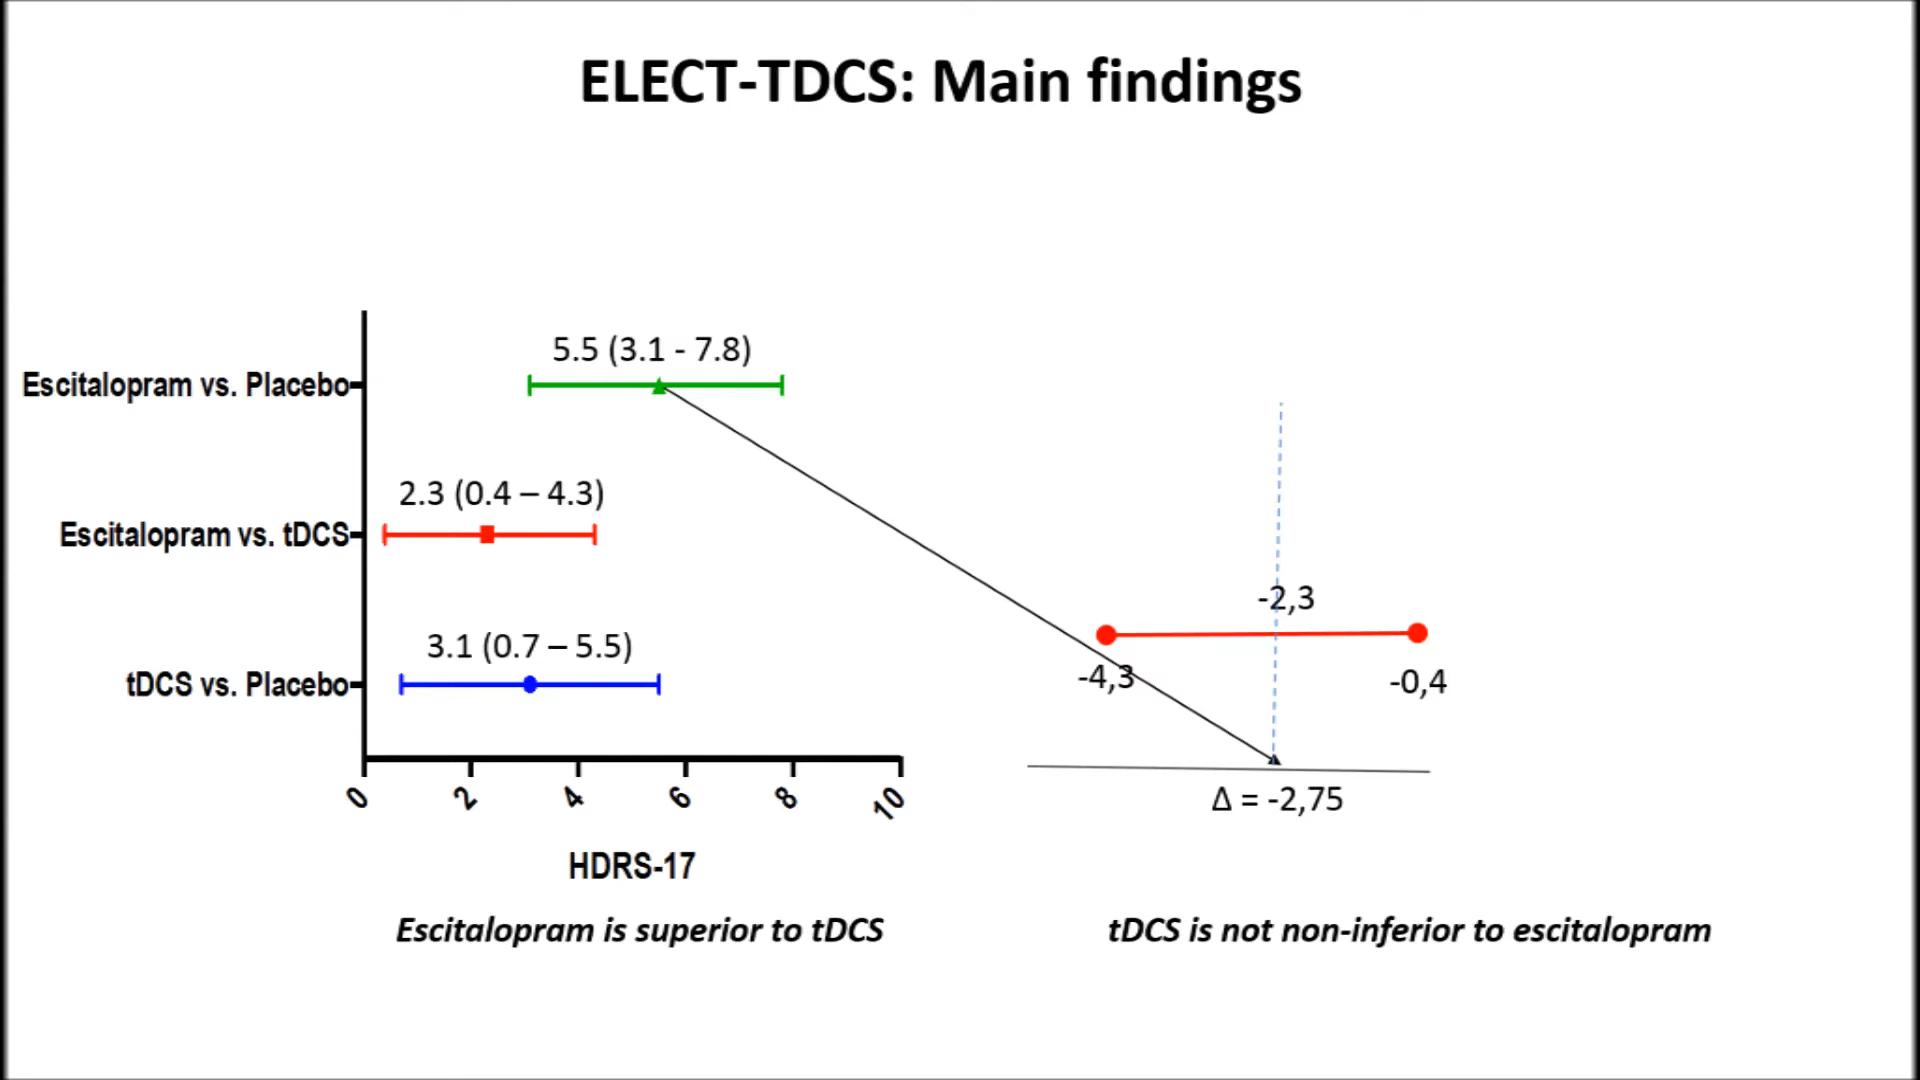 ELECT-TDCS: Main findings
5.5 (3.1 - 7.8)
Escitalopram vs. Placebo
2.3 (0.4 – 4.3)
Escitalopram vs. tDCS
3.1 (0.7 – 5.5)
tDCS vs. Placebo
0 2 4 6 8 10
HDRS-17
Escitalopram is superior to tDCS
-2,3
-4,3
-0,4
Δ = -2,75
tDCS is not non-inferior to escitalopram